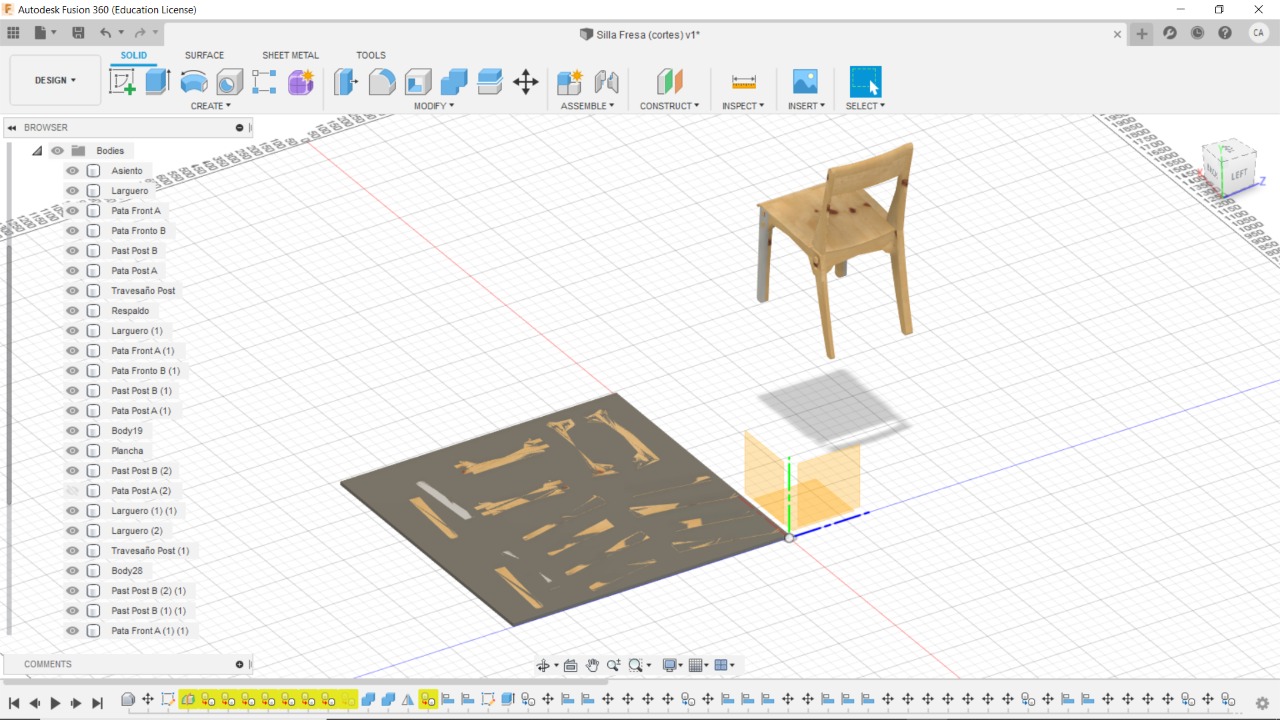 Autodesk Fusion 360 (Education License)
Silla Fresa (cortes) v1*
CA
SOLID SURFACE SHEET METAL TOOLS
DESIGN
CREATE MODIFY ASSEMBLE CONSTRUCT INSPECT INSERT SELECT
BROWSER
Bodies
Asiento
Larguero
Pata Front A
Pata Fronto B
Past Post B
Pata Post A
Travesaño Post
Respaldo
Larguero (1)
Pata Front A (1)
Pata Fronto B (1)
Past Post B (1)
Pata Post A (1)
Body19
Plancha
Past Post B (2)
Pata Post A (2)
Larguero (1) (1)
Larguero (2)
Travesaño Post (1)
Body28
Past Post B (2) (1)
Past Post B (1) (1)
Pata Front A (1) (1)
LEFT
Z
COMMENTS